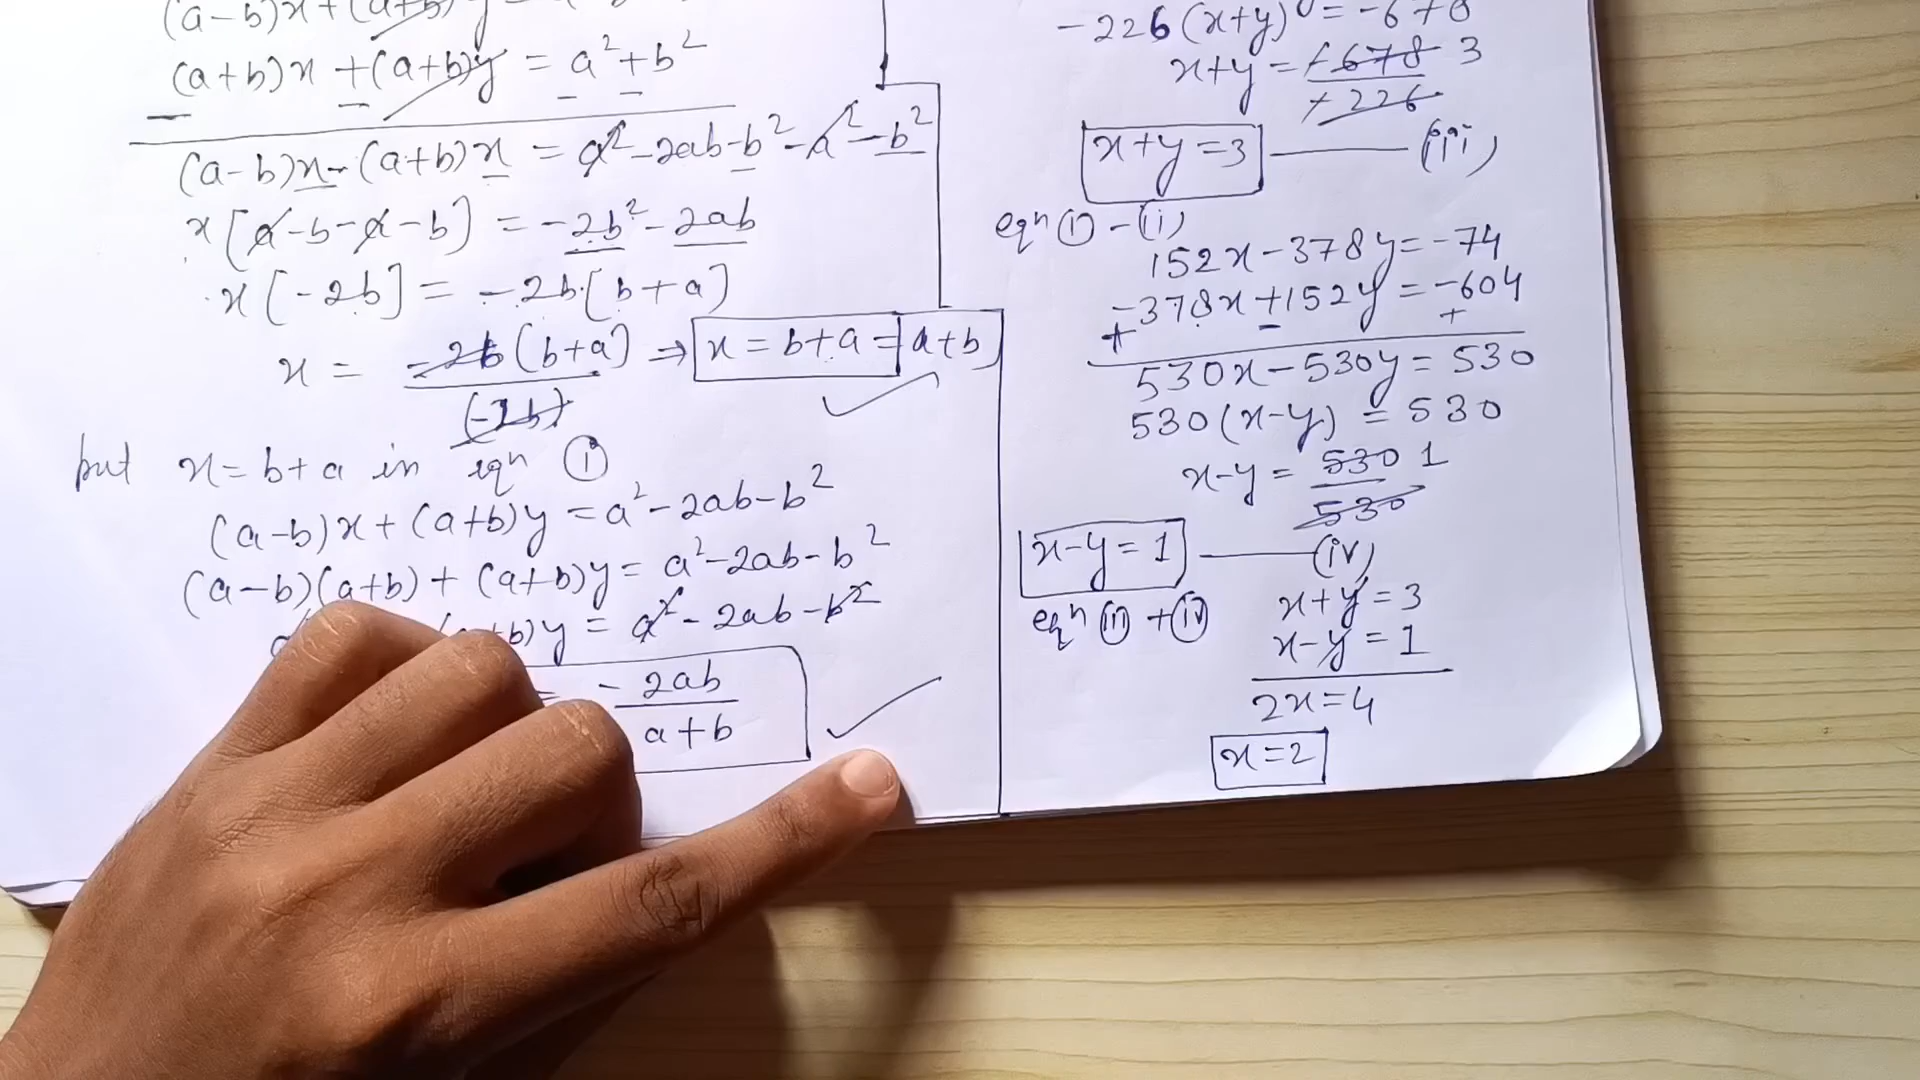 (a-b)x+(a+b)y =
(a+b)x +(a+b)y = a²+b²
- - - -
(a-b)x-(a+b)x = a²-2ab-b²-a²-b²
x[a-b-a-b] = -2b²-2ab
x[-2b] = -2b[b+a]
x = -2b(b+a) ⇒ x = b+a = a+b
(-2b)
put x=b+a in eqn (i)
(a-b)x+(a+b)y=a²-2ab-b²
(a-b)(a+b)+(a+b)y=a²-2ab-b²
b)y = a²-2ab-b²
= -2ab
a+b
-226(x+y)=-678
x+y = -678 3
-226
x+y=3 (iii)
eqn (i) - (ii)
152x-378y=-74
-378x+152y=-604
+ - +
530x-530y=530
530(x-y) = 530
x-y = 530 1
530
x-y=1 (iv)
eqn (iii) + (iv) x+y=3
x-y=1
2x=4
x=2